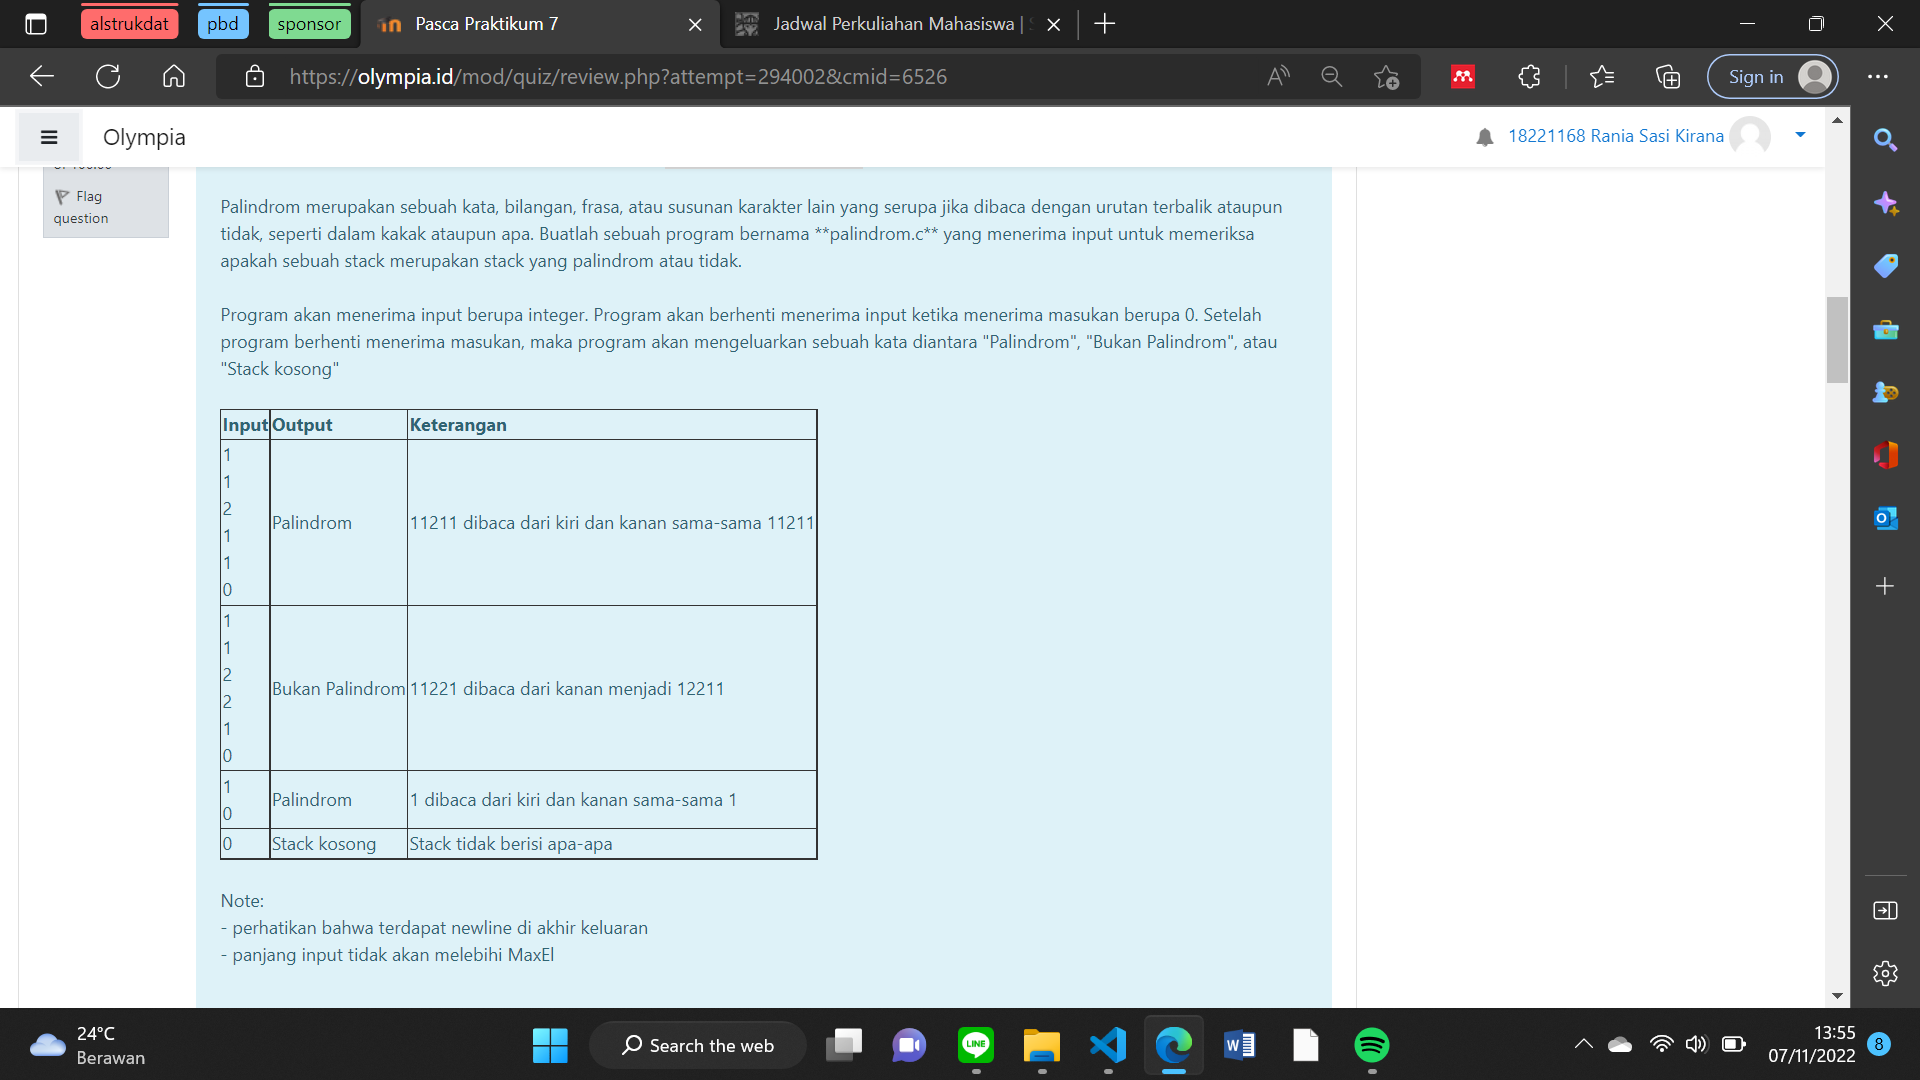 alstrukdat
pbd
sponsor
Pasca Praktikum 7
Jadwal Perkuliahan Mahasiswa |
https://olympia.id/mod/quiz/review.php?attempt=294002&cmid=6526
Sign in
Olympia
18221168 Rania Sasi Kirana
Flag
question
Palindrom merupakan sebuah kata, bilangan, frasa, atau susunan karakter lain yang serupa jika dibaca dengan urutan terbalik ataupun
tidak, seperti dalam kakak ataupun apa. Buatlah sebuah program bernama **palindrom.c** yang menerima input untuk memeriksa
apakah sebuah stack merupakan stack yang palindrom atau tidak.
Program akan menerima input berupa integer. Program akan berhenti menerima input ketika menerima masukan berupa 0. Setelah
program berhenti menerima masukan, maka program akan mengeluarkan sebuah kata diantara "Palindrom", "Bukan Palindrom", atau
"Stack kosong"
Input Output Keterangan
1
1
2
1
1
0
Palindrom
11211 dibaca dari kiri dan kanan sama-sama 11211
1
1
2
2
1
0
Bukan Palindrom
11221 dibaca dari kanan menjadi 12211
1
0
Palindrom
1 dibaca dari kiri dan kanan sama-sama 1
0
Stack kosong
Stack tidak berisi apa-apa
Note:
- perhatikan bahwa terdapat newline di akhir keluaran
- panjang input tidak akan melebihi MaxEl
24°C
Berawan
Search the web
LINE
13:55
07/11/2022
8